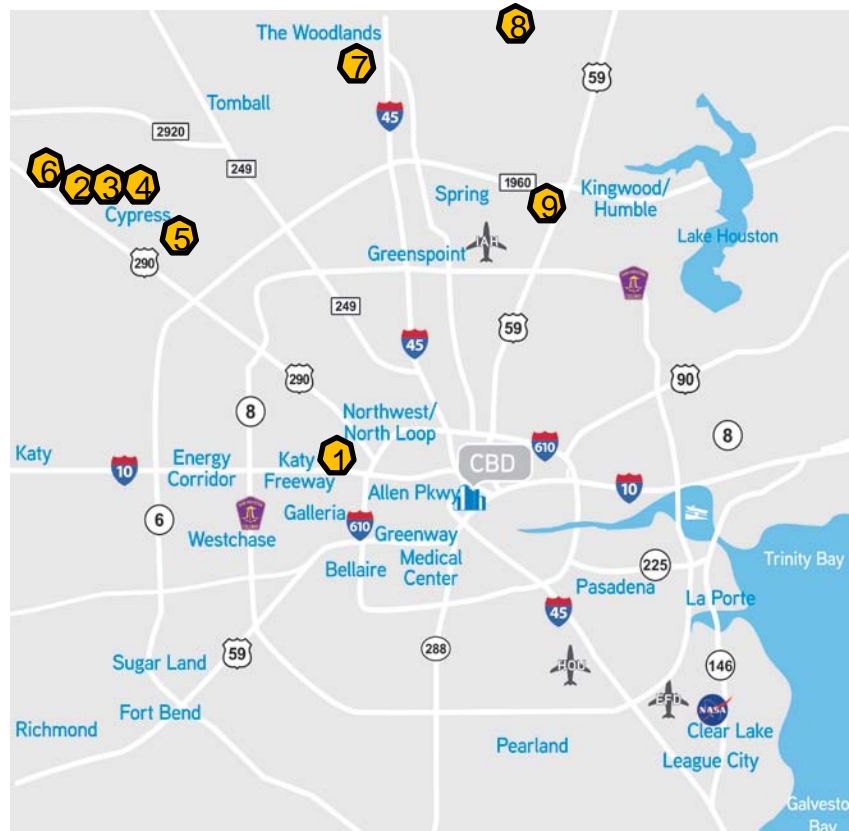 8
The Woodlands
7
59
Tomball
45
2920
249
6
2
3
4
1960
Spring
Kingwood/
Humble
9
Cypress
5
Lake Houston
IAH
Greenspoint
290
249
59
45
290
90
8
Northwest/
North Loop
8
610
Katy
1
CBD
Energy
Corridor
Katy
Freeway
10
10
Allen Pkwy
6
Galleria
610
Westchase
Greenway
Medical
Center
Trinity Bay
Bellaire
225
Pasadena
La Porte
45
288
59
Sugar Land
HOU
146
EFD
NASA
Fort Bend
Richmond
Clear Lake
Pearland
League City
Galvesto
Bay